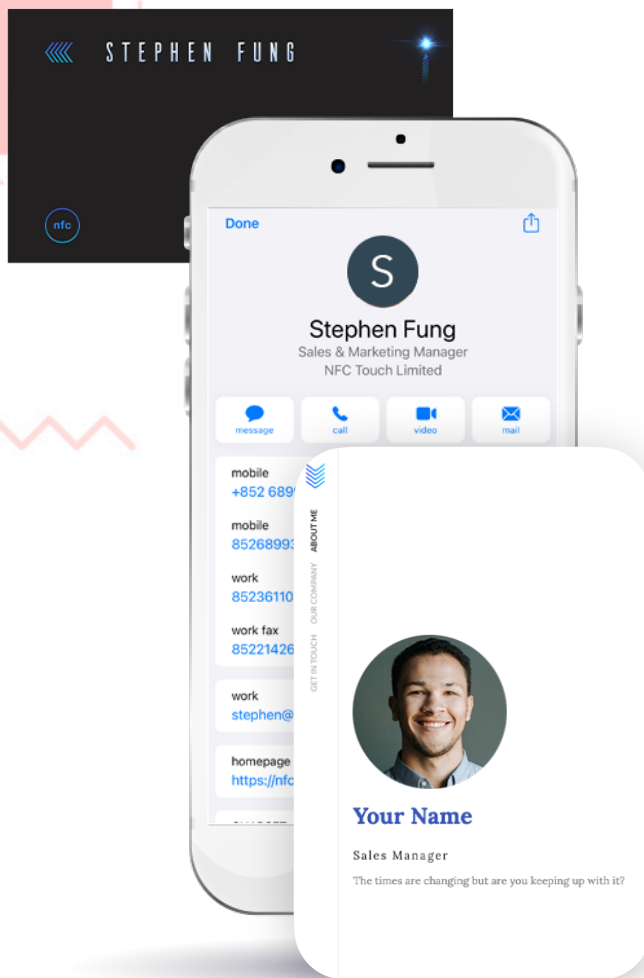 STEPHEN FUNG
nfc
Done
S
Stephen Fung
Sales & Marketing Manager
NFC Touch Limited
message call video mail
mobile
+852 689
mobile
8526899
work
85236110
work fax
85221426
work
stephen@
homepage
https://nfc
ABOUT ME
OUR COMPANY
GET IN TOUCH
Your Name
Sales Manager
The times are changing but are you keeping up with it?